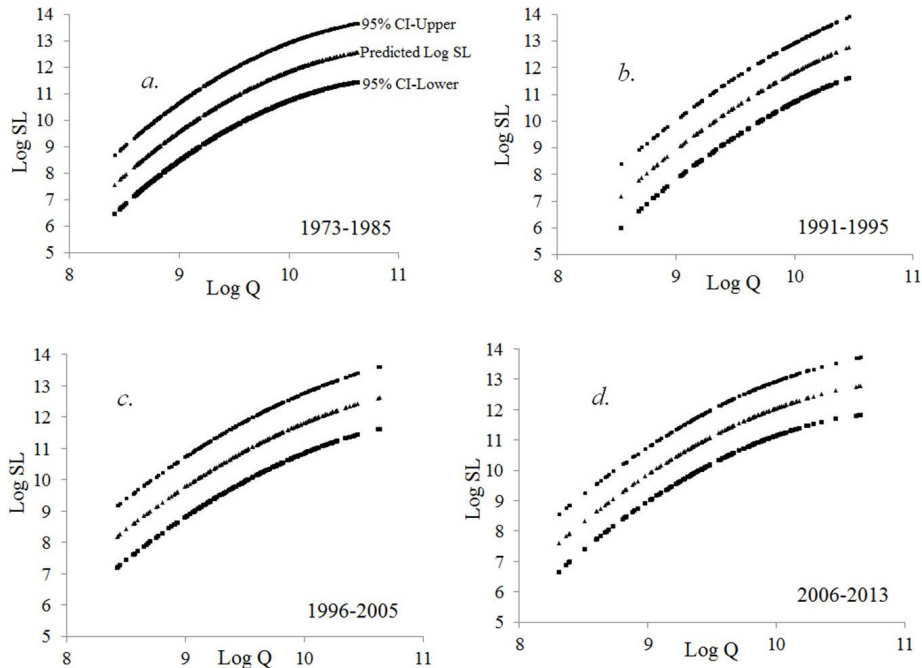 14
13
12
11
10
9
8
7
6
5
Log SL
a.
95% CI-Upper
Predicted Log SL
95% CI-Lower
1973-1985
8 9 10 11
Log Q
14
13
12
11
10
9
8
7
6
5
Log SL
b.
1991-1995
8 9 10 11
Log Q
14
13
12
11
10
9
8
7
6
5
Log SL
c.
1996-2005
8 9 10 11
Log Q
14
13
12
11
10
9
8
7
6
5
Log SL
d.
2006-2013
8 9 10 11
Log Q